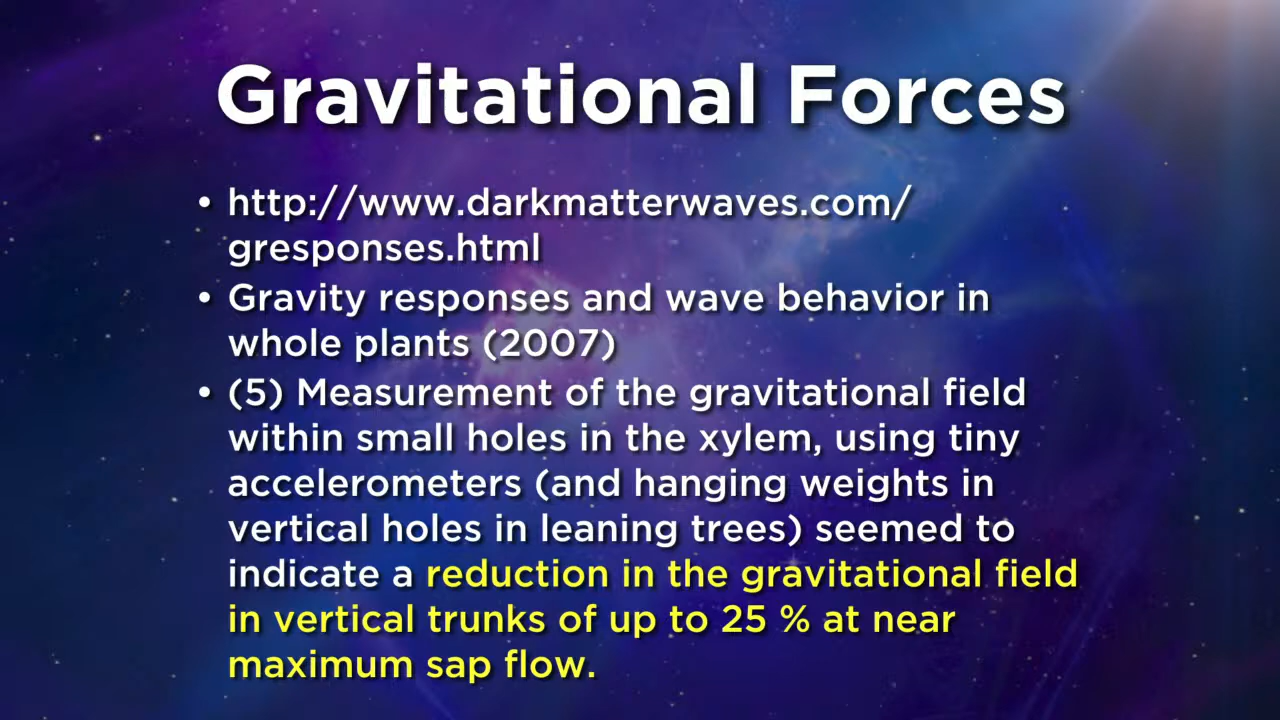 Gravitational Forces
• http://www.darkmatterwaves.com/
gresponses.html
• Gravity responses and wave behavior in
whole plants (2007)
• (5) Measurement of the gravitational field
within small holes in the xylem, using tiny
accelerometers (and hanging weights in
vertical holes in leaning trees) seemed to
indicate a reduction in the gravitational field
in vertical trunks of up to 25 % at near
maximum sap flow.